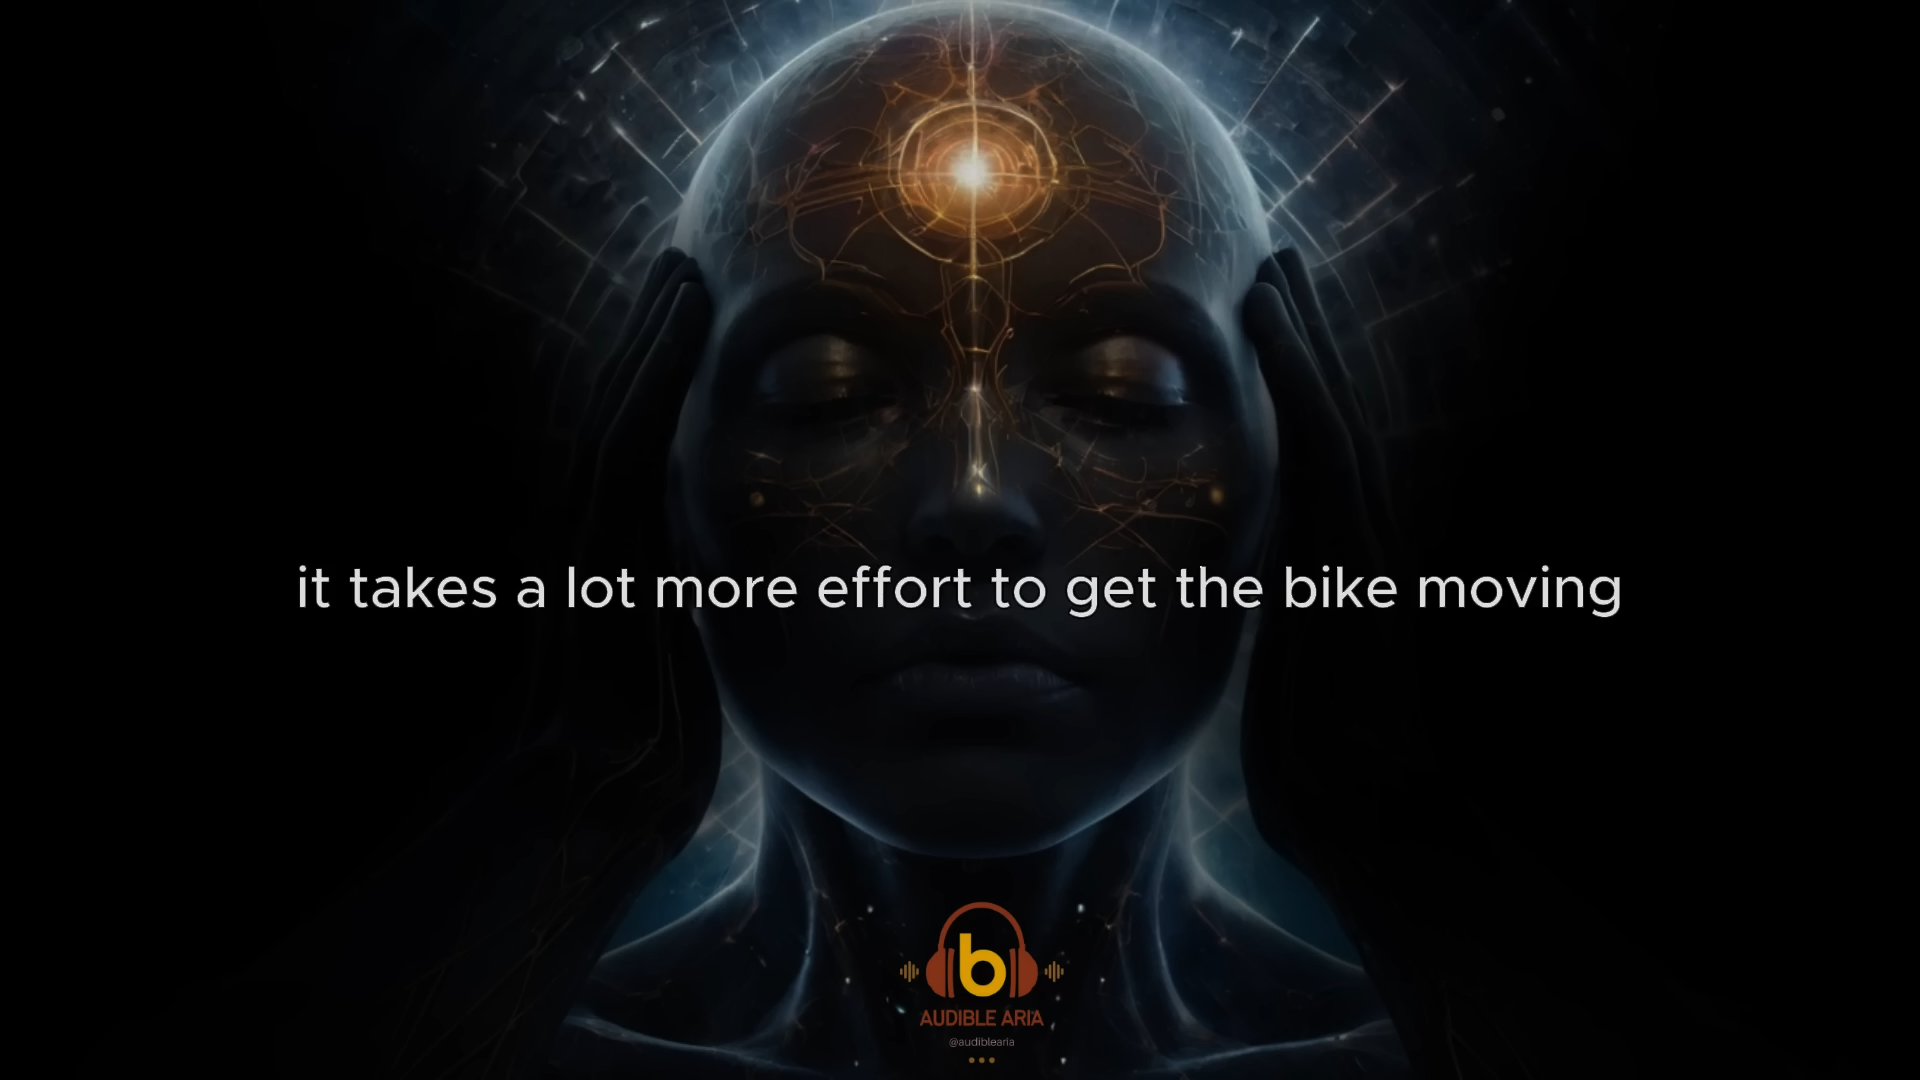 it takes a lot more effort to get the bike moving
b
AUDIBLE ARIA
@audiblearia